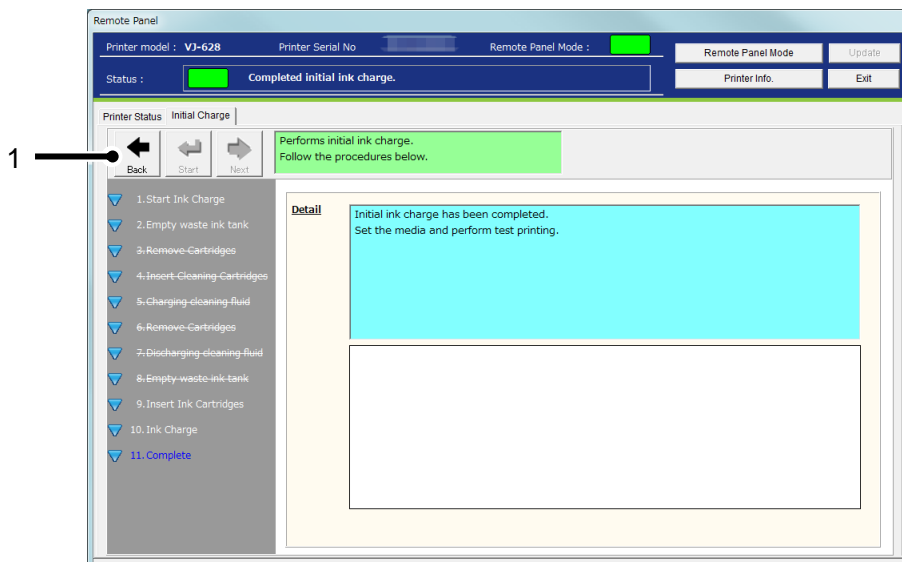 Remote Panel
Printer model : VJ-628 Printer Serial No Remote Panel Mode :
Remote Panel Mode Update
Status : Completed initial ink charge.
Printer Info. Exit
Printer Status Initial Charge
1
Back Start Next
Performs initial ink charge.
Follow the procedures below.
1. Start Ink Charge
2. Empty waste ink tank
3. Remove Cartridges
4. Insert Cleaning Cartridges
5. Charging cleaning fluid
6. Remove Cartridges
7. Discharging cleaning fluid
8. Empty waste ink tank
9. Insert Ink Cartridges
10. Ink Charge
11. Complete
Detail
Initial ink charge has been completed.
Set the media and perform test printing.